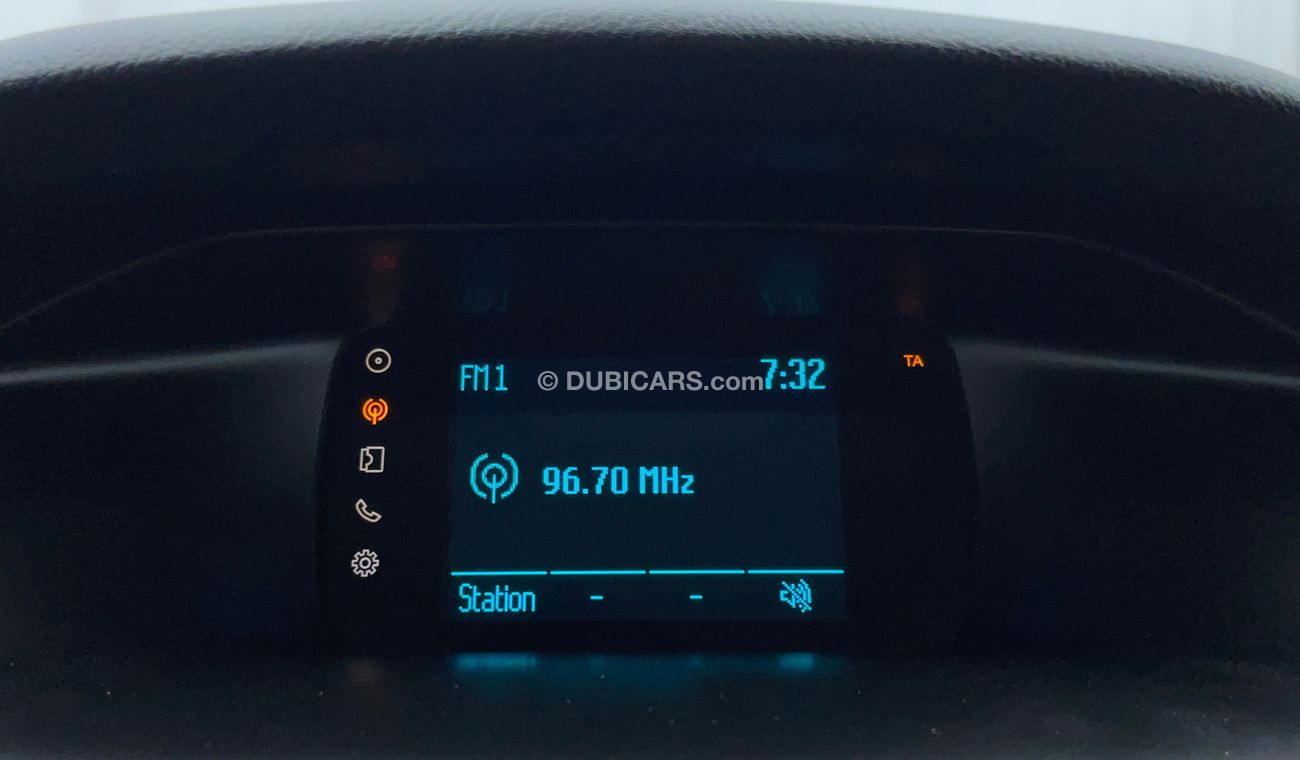 FM1 © DUBICARS.com 7:32 TA
96.70 MHz
Station - -